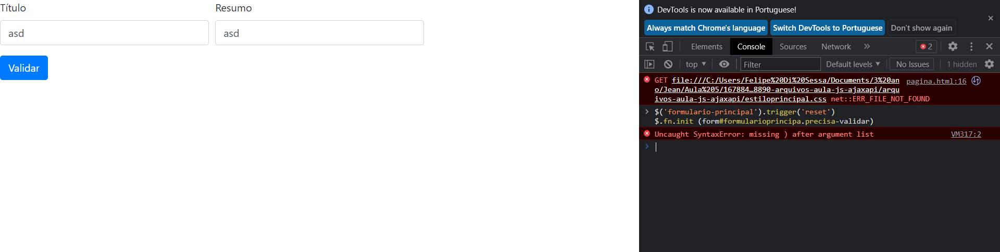 Título
Resumo
asd
asd
Validar
DevTools is now available in Portuguese!
Always match Chrome's language
Switch DevTools to Portuguese
Don't show again
Elements
Console
Sources
Network
2
top
Filter
Default levels
No Issues
1 hidden
GET file:///C:/Users/Felipe%20Di%20Sessa/Documents/3%20an
pagina.html:16
o/Jean/Aula%205/167884…8890-arquivos-aula-js-ajaxapi/arqu
ivos-aula-js-ajaxapi/estiloprincipal.css net::ERR_FILE_NOT_FOUND
$('formulario-principal').trigger('reset')
$.fn.init (form#formularioprincipa.precisa-validar)
Uncaught SyntaxError: missing ) after argument list
VM317:2